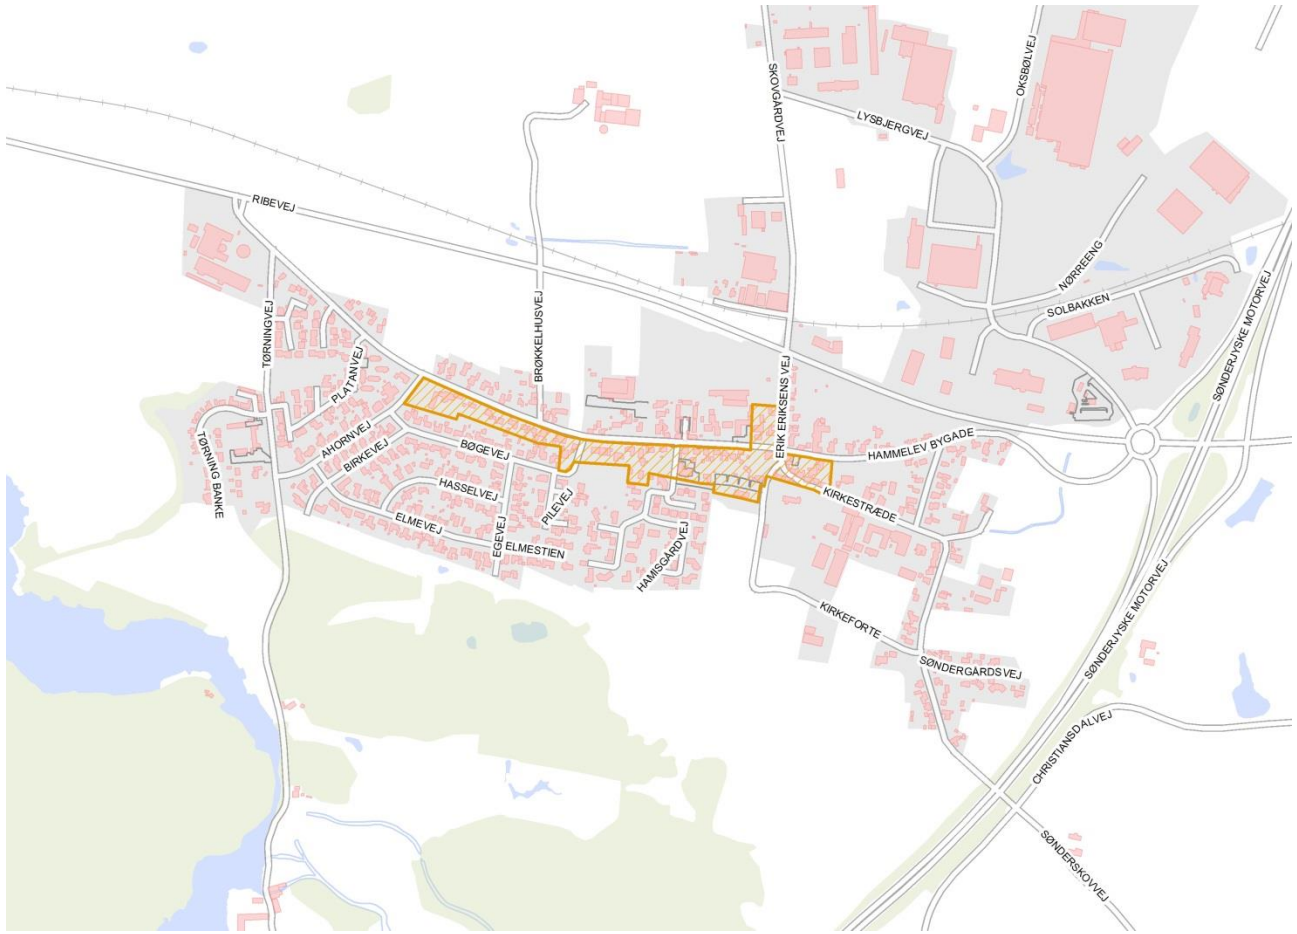 OKSBØLVEJ
SKOVGÅRDVEJ
LYSBJERGVEJ
RIBEVEJ
NØRREENG
SOLBAKKEN
SØNDERJYSKE MOTORVEJ
TØRNINGVEJ
BRØKKELHUSVEJ
PLATANVEJ
ERIK ERIKSENS VEJ
AHORNVEJ
BIRKEVEJ
BØGEVEJ
HAMMELEV BYGADE
TØRNING BANKE
HASSELVEJ
PILEVEJ
KIRKESTRÆDE
ELMEVEJ
EGEVEJ
ELMESTIEN
HAMISGÅRDVEJ
KIRKEFORTE
SØNDERJYSKE MOTORVEJ
SØNDERGÅRDSVEJ
CHRISTIANSDALVEJ
SØNDERSKOVVEJ